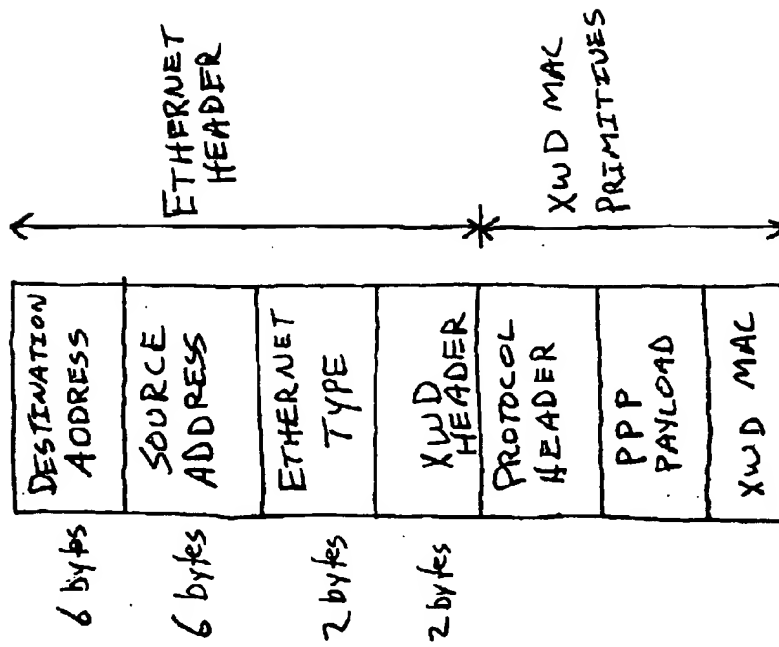 ETHERNET
HEADER
XWD MAC
PRIMITIVES
DESTINATION
ADDRESS
SOURCE
ADDRESS
ETHERNET
TYPE
XWD
HEADER
PROTOCOL
HEADER
PPP
PAYLOAD
XWD MAC
6 bytes
6 bytes
2 bytes
2 bytes